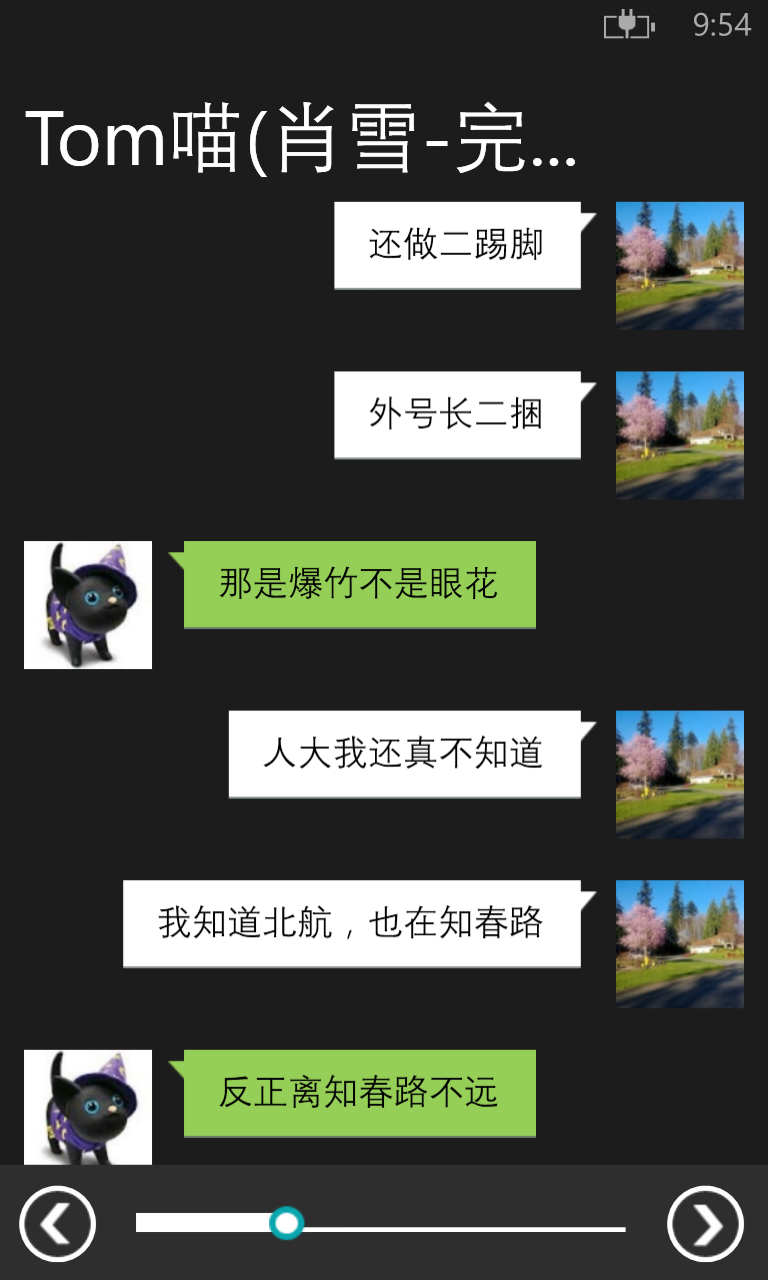 9:54
Tom喵(肖雪-完...
还做二踢脚
外号长二捆
那是爆竹不是眼花
人大我还真不知道
我知道北航，也在知春路
反正离知春路不远